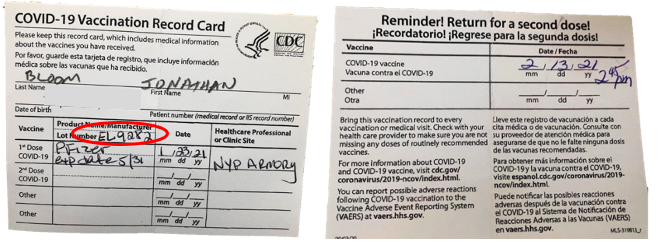 COVID-19 Vaccination Record Card
CDC
Please keep this record card, which includes medical information
about the vaccines you have received.
Por favor, guarde esta tarjeta de registro, que incluye información
médica sobre las vacunas que ha recibido.
BLOOM JONATHAN
Last Name First Name MI
Date of birth Patient number (medical record or IIS record number)
Vaccine Product Name/Manufacturer Date Healthcare Professional
or Clinic Site
Lot Number EL9262
1st Dose
COVID-19
Pfizer
exp date 5/31
1, 23, 21
mm dd yy
NYP ARMORY
2nd Dose
COVID-19
mm dd yy
Other
mm dd yy
Other
mm dd yy
Reminder! Return for a second dose!
¡Recordatorio! ¡Regrese para la segunda dosis!
Vaccine Date / Fecha
COVID-19 vaccine
Vacuna contra el COVID-19
2, 13, 21
mm dd yy
2:45 pm
Other
Otra
mm dd yy
Bring this vaccination record to every
vaccination or medical visit. Check with your
health care provider to make sure you are not
missing any doses of routinely recommended
vaccines.
For more information about COVID-19
and COVID-19 vaccine, visit cdc.gov/
coronavirus/2019-ncov/index.html.
You can report possible adverse reactions
following COVID-19 vaccination to the
Vaccine Adverse Event Reporting System
(VAERS) at vaers.hhs.gov.
Lleve este registro de vacunación a cada
cita médica o de vacunación. Consulte con
su proveedor de atención médica para
asegurarse de que no le falte ninguna dosis
de las vacunas recomendadas.
Para obtener más información sobre el
COVID-19 y la vacuna contra el COVID-19,
visite espanol.cdc.gov/coronavirus/2019-
ncov/index.html.
Puede notificar las posibles reacciones
adversas después de la vacunación contra
el COVID-19 al Sistema de Notificación de
Reacciones Adversas a las Vacunas (VAERS)
en vaers.hhs.gov.